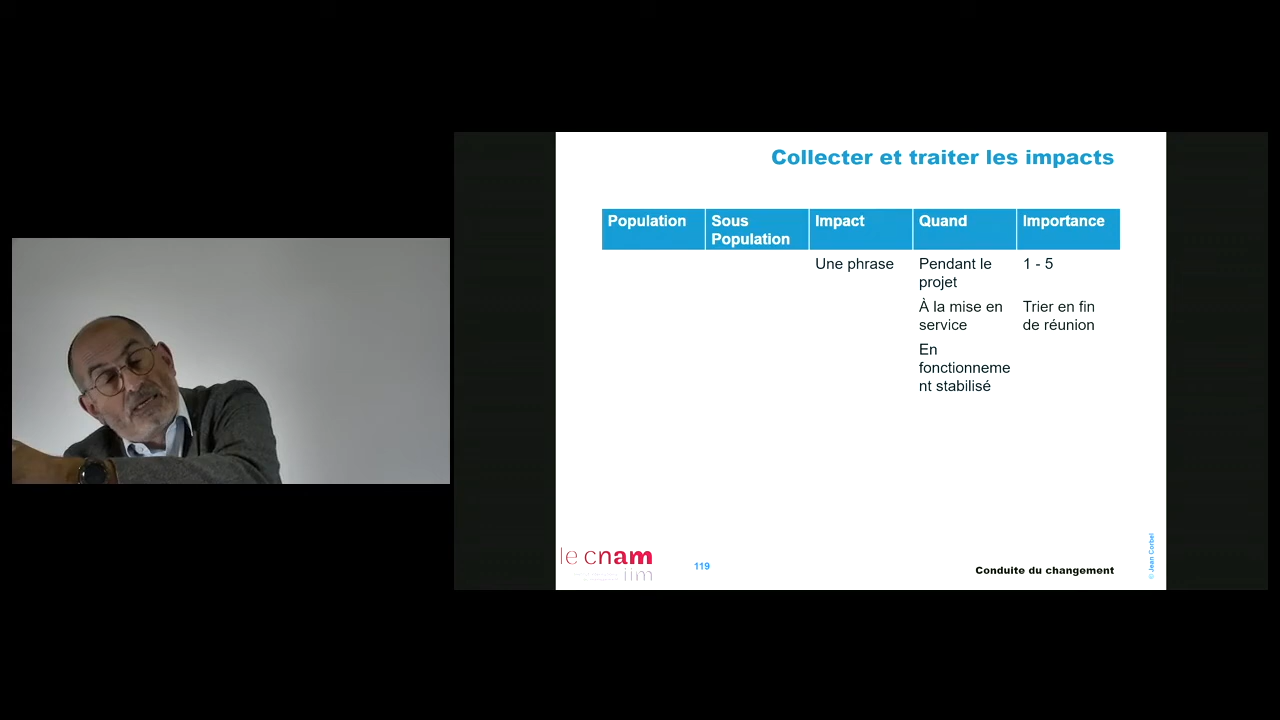 Collecter et traiter les impacts
Population
Sous
Population
Impact
Quand
Importance
Une phrase
Pendant le
projet
1 - 5
À la mise en
service
Trier en fin
de réunion
En
fonctionneme
nt stabilisé
le cnam
iim
119
Conduite du changement
© Jean Corbel